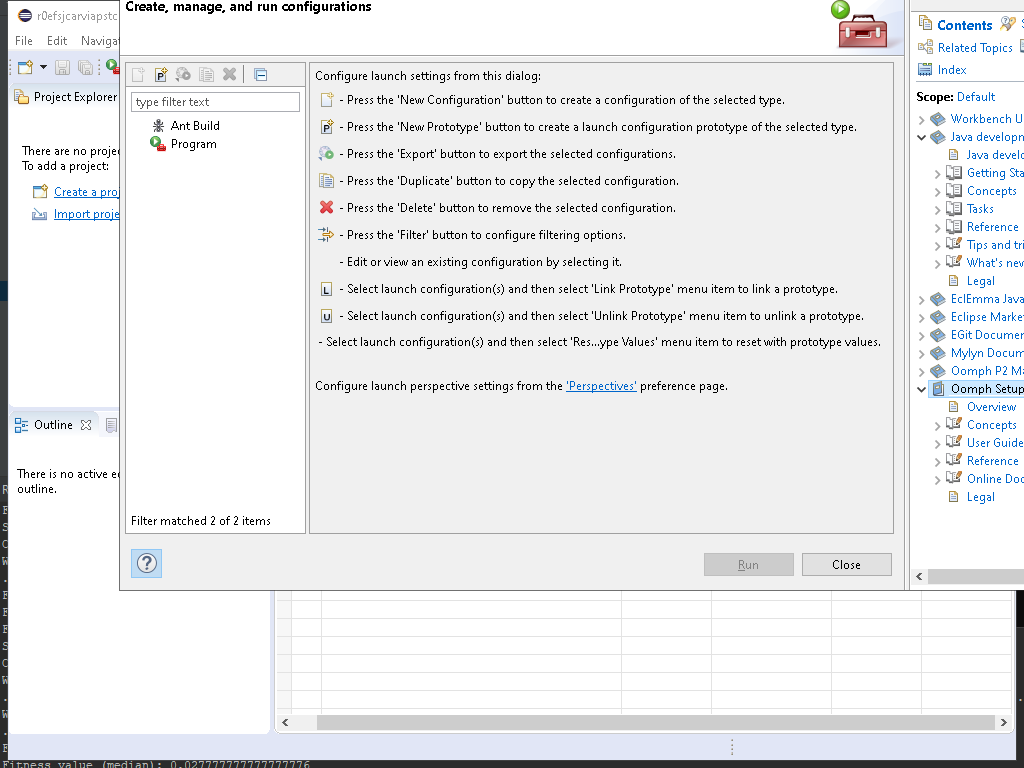 Create, manage, and run configurations
r0efsjcarviapstc
File Edit Naviga
Project Explorer
There are no proje
To add a project:
Create a proj
Import proje
type filter text
Ant Build
Program
Filter matched 2 of 2 items
Configure launch settings from this dialog:
- Press the 'New Configuration' button to create a configuration of the selected type.
- Press the 'New Prototype' button to create a launch configuration prototype of the selected type.
- Press the 'Export' button to export the selected configurations.
- Press the 'Duplicate' button to copy the selected configuration.
- Press the 'Delete' button to remove the selected configuration.
- Press the 'Filter' button to configure filtering options.
- Edit or view an existing configuration by selecting it.
L - Select launch configuration(s) and then select 'Link Prototype' menu item to link a prototype.
U - Select launch configuration(s) and then select 'Unlink Prototype' menu item to unlink a prototype.
- Select launch configuration(s) and then select 'Res...ype Values' menu item to reset with prototype values.
Configure launch perspective settings from the 'Perspectives' preference page.
Run
Close
Contents
Related Topics
Index
Scope: Default
Workbench U
Java developn
Java develo
Getting Sta
Concepts
Tasks
Reference
Tips and tri
What's new
Legal
EclEmma Java
Eclipse Marke
EGit Documen
Mylyn Docum
Oomph P2 Ma
Oomph Setup
Overview
Concepts
User Guide
Reference
Online Doc
Legal
Outline
There is no active ed
outline.
Fitness value (median): 0.027777777777777776